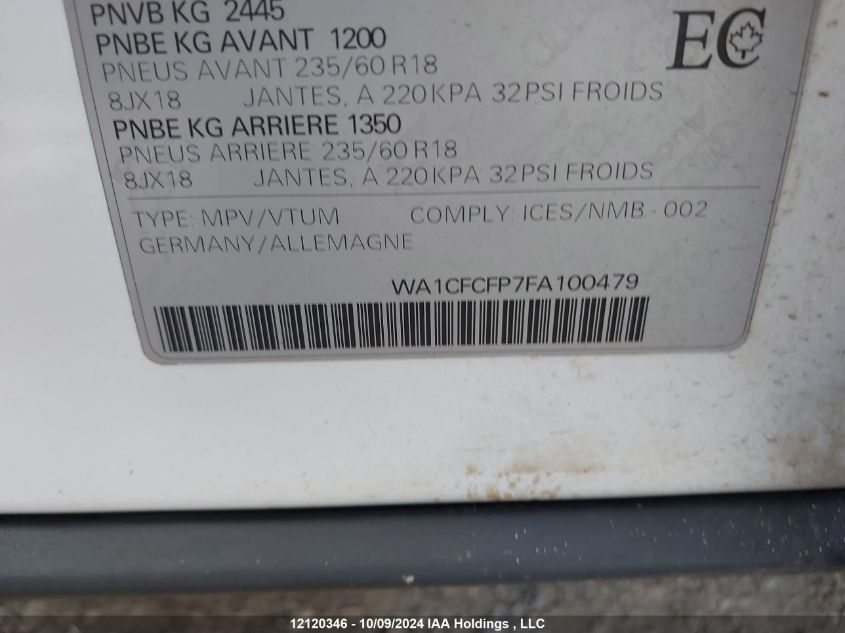 PNVB KG 2445
PNBE KG AVANT 1200
PNEUS AVANT 235/60 R18
8JX18 JANTES, A 220KPA 32PSI FROIDS
PNBE KG ARRIERE 1350
PNEUS ARRIERE 235/60 R18
8JX18 JANTES, A 220KPA 32PSI FROIDS
EC
TYPE: MPV/VTUM COMPLY: ICES/NMB - 002
GERMANY/ALLEMAGNE
WA1CFCFP7FA100479
12120346 - 10/09/2024 IAA Holdings , LLC